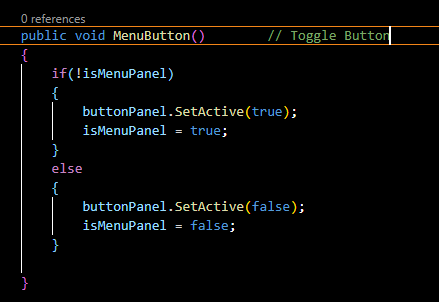 0 references
public void MenuButton()        // Toggle Button
{
    if(!isMenuPanel)
    {
        buttonPanel.SetActive(true);
        isMenuPanel = true;
    }
    else
    {
        buttonPanel.SetActive(false);
        isMenuPanel = false;
    }
}